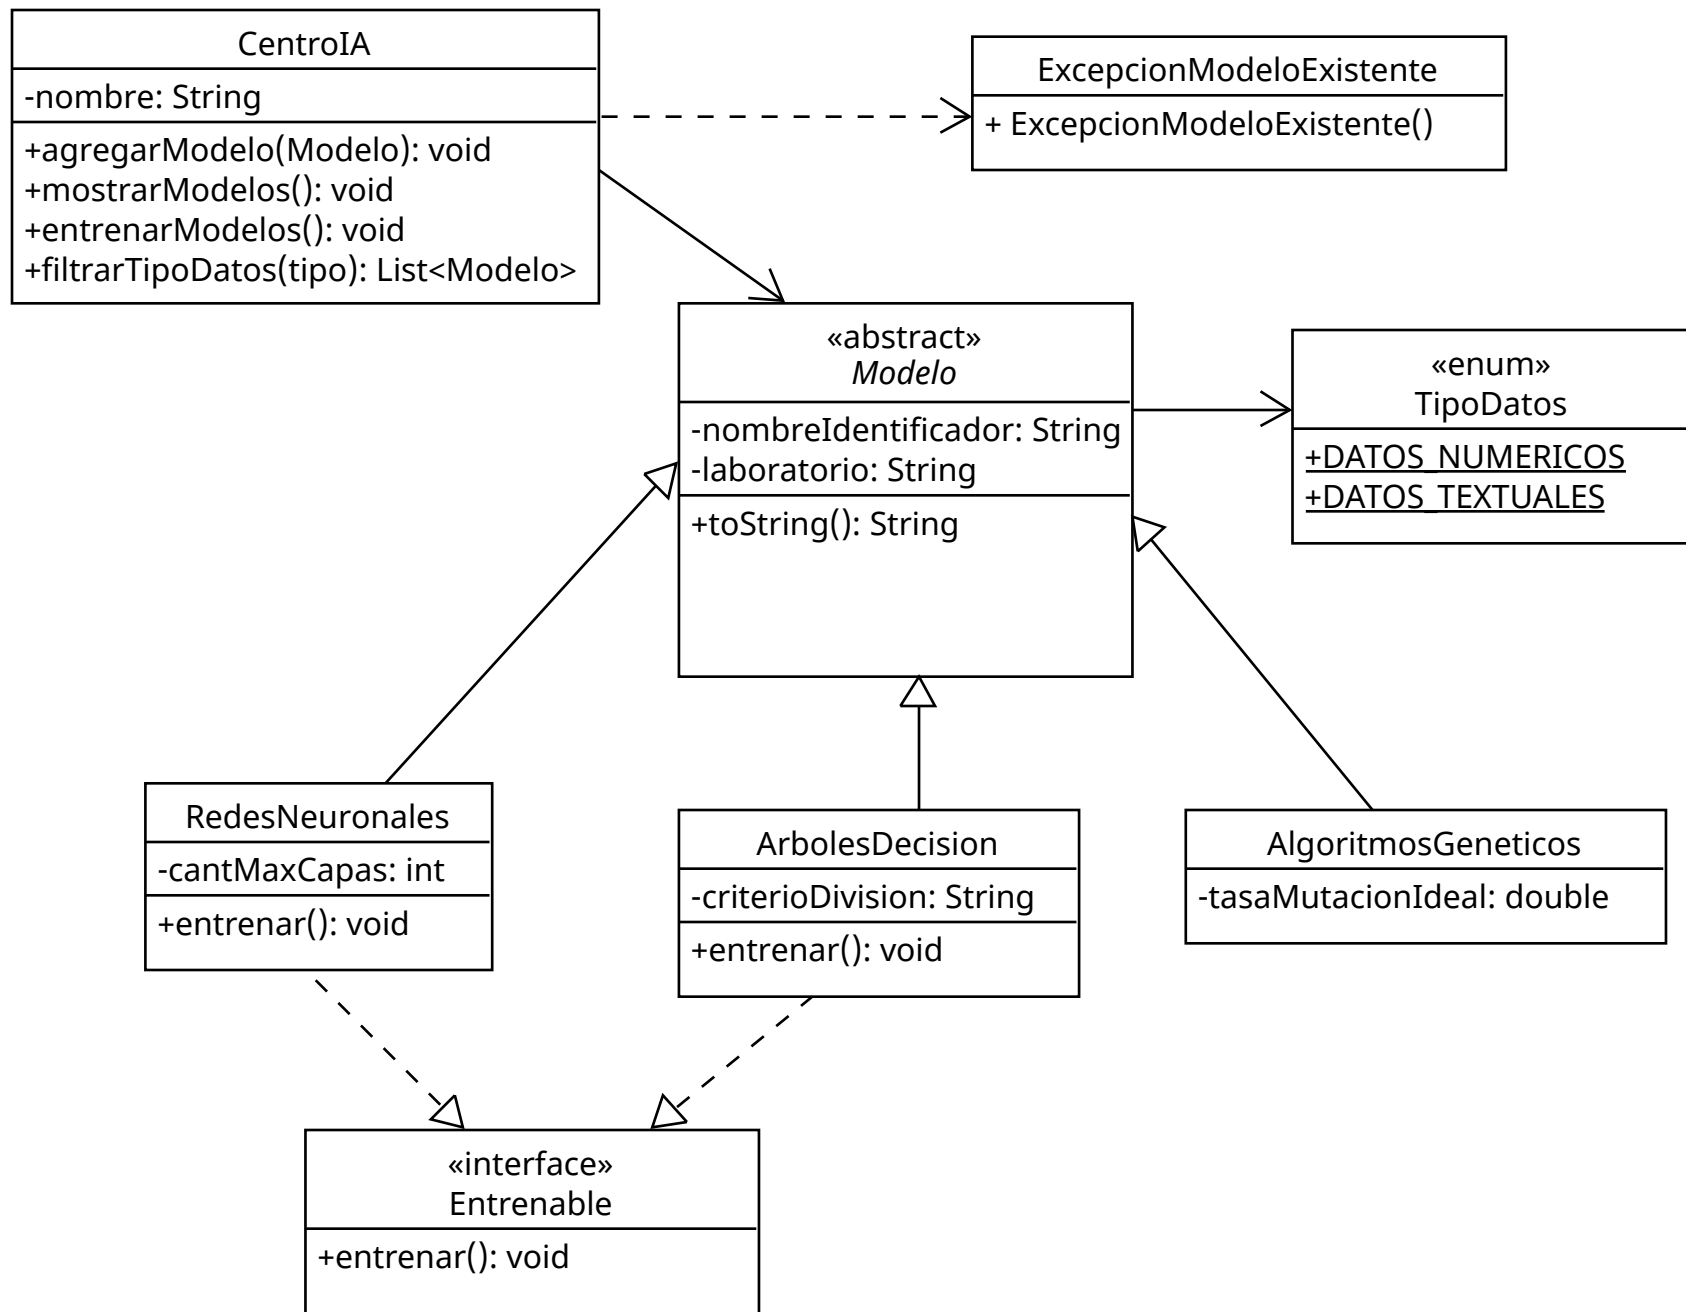 CentroIA
-nombre: String
+agregarModelo(Modelo): void
+mostrarModelos(): void
+entrenarModelos(): void
+filtrarTipoDatos(tipo): List<Modelo>
ExcepcionModeloExistente
+ ExcepcionModeloExistente()
«abstract»
Modelo
-nombreIdentificador: String
-laboratorio: String
+toString(): String
«enum»
TipoDatos
+DATOS_NUMERICOS
+DATOS_TEXTUALES
RedesNeuronales
-cantMaxCapas: int
+entrenar(): void
ArbolesDecision
-criterioDivision: String
+entrenar(): void
AlgoritmosGeneticos
-tasaMutacionIdeal: double
«interface»
Entrenable
+entrenar(): void